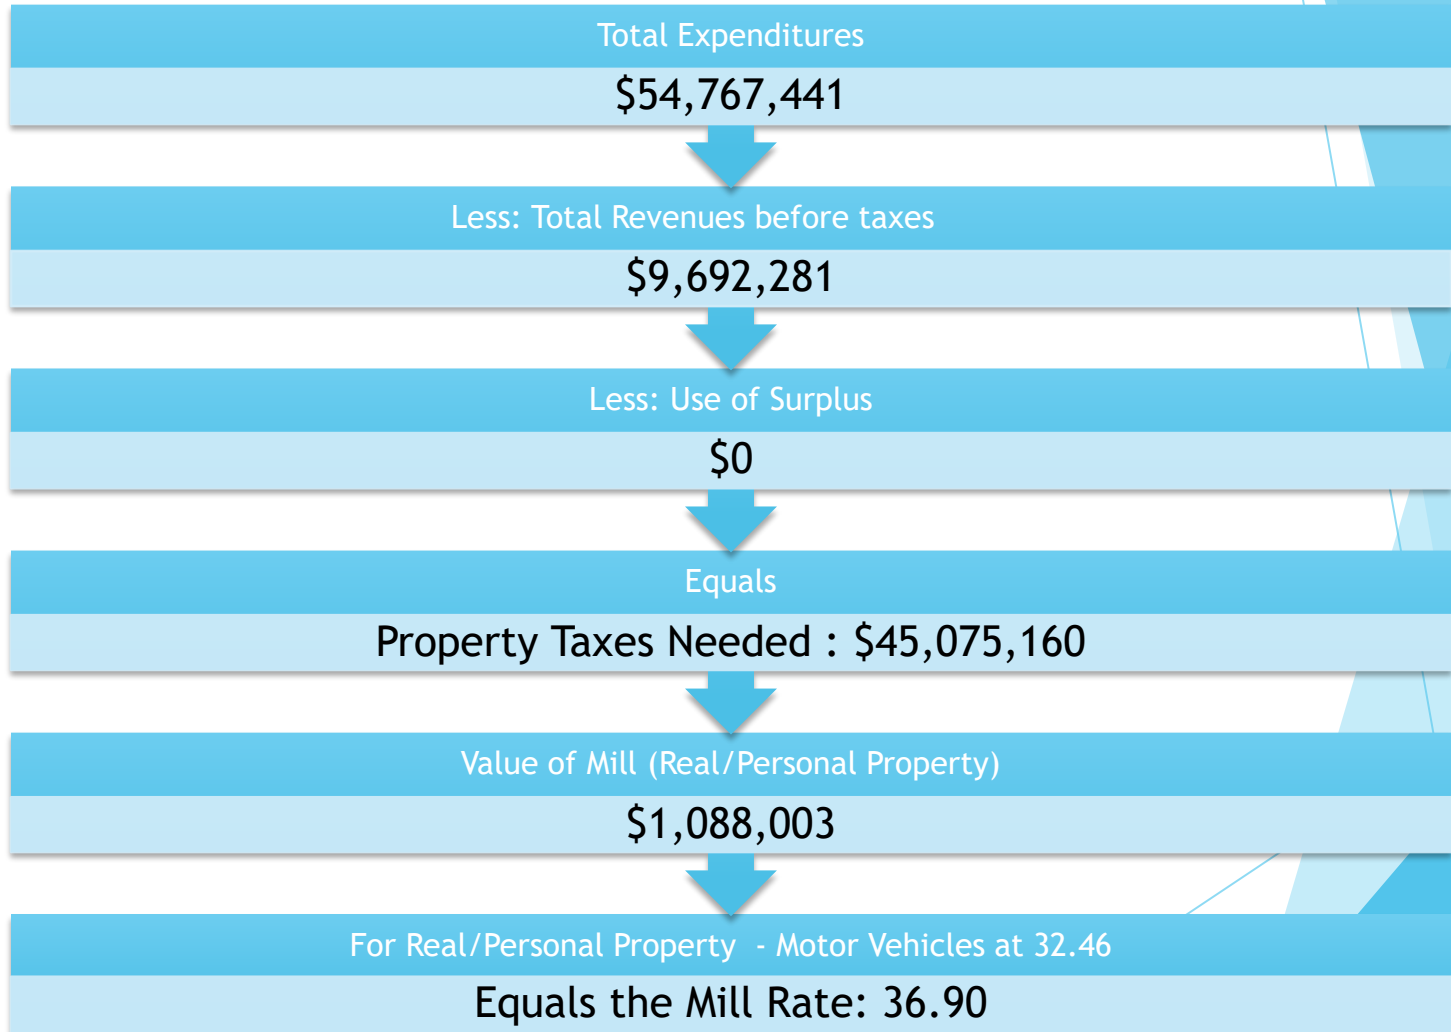 Total Expenditures
$54,767,441
Less: Total Revenues before taxes
$9,692,281
Less: Use of Surplus
$0
Equals
Property Taxes Needed : $45,075,160
Value of Mill (Real/Personal Property)
$1,088,003
For Real/Personal Property - Motor Vehicles at 32.46
Equals the Mill Rate: 36.90